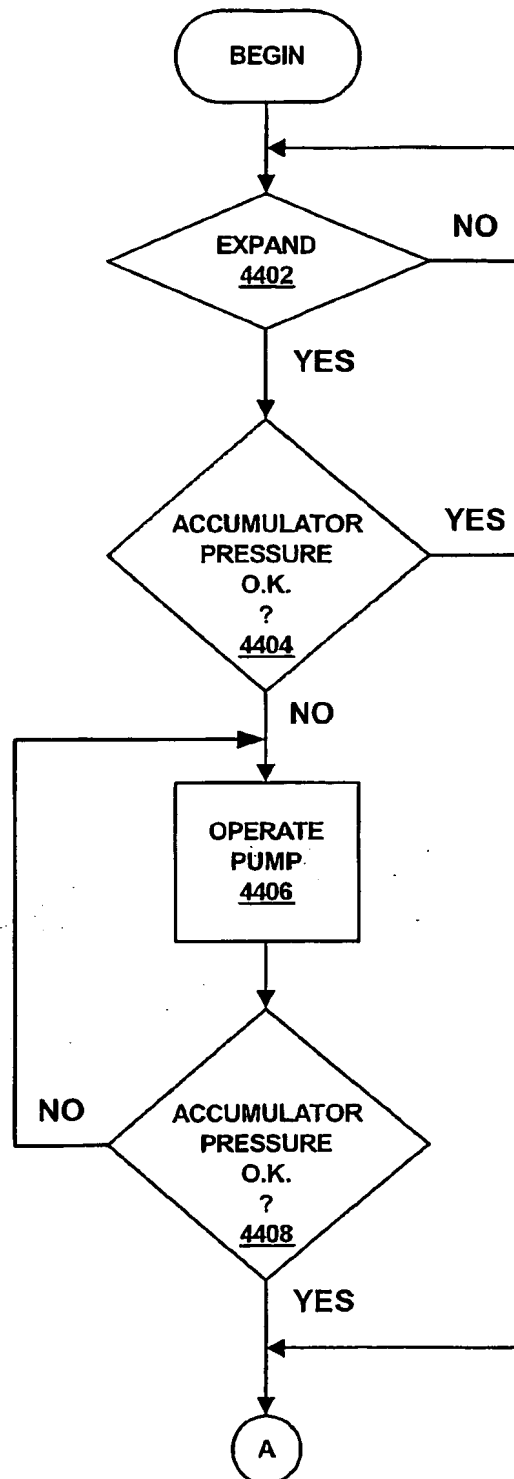 BEGIN
EXPAND
4402
NO
YES
ACCUMULATOR
PRESSURE
O.K.
?
4404
YES
NO
OPERATE
PUMP
4406
ACCUMULATOR
PRESSURE
O.K.
?
4408
NO
YES
A